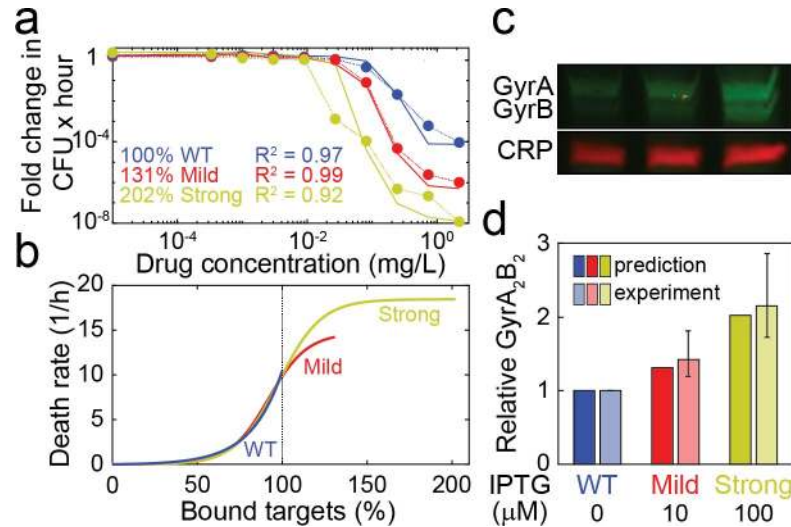 a
Fold change in
CFU x hour
1
10-4
10-8
100% WT R2 = 0.97
131% Mild R2 = 0.99
202% Strong R2 = 0.92
10-4 10-2 100
Drug concentration (mg/L)
b
Death rate (1/h)
20
15
10
5
0
Strong
Mild
WT
0 50 100 150 200
Bound targets (%)
c
GyrA
GyrB
CRP
d
Relative GyrA2B2
3
2
1
0
prediction
experiment
IPTG WT Mild Strong
(µM) 0 10 100